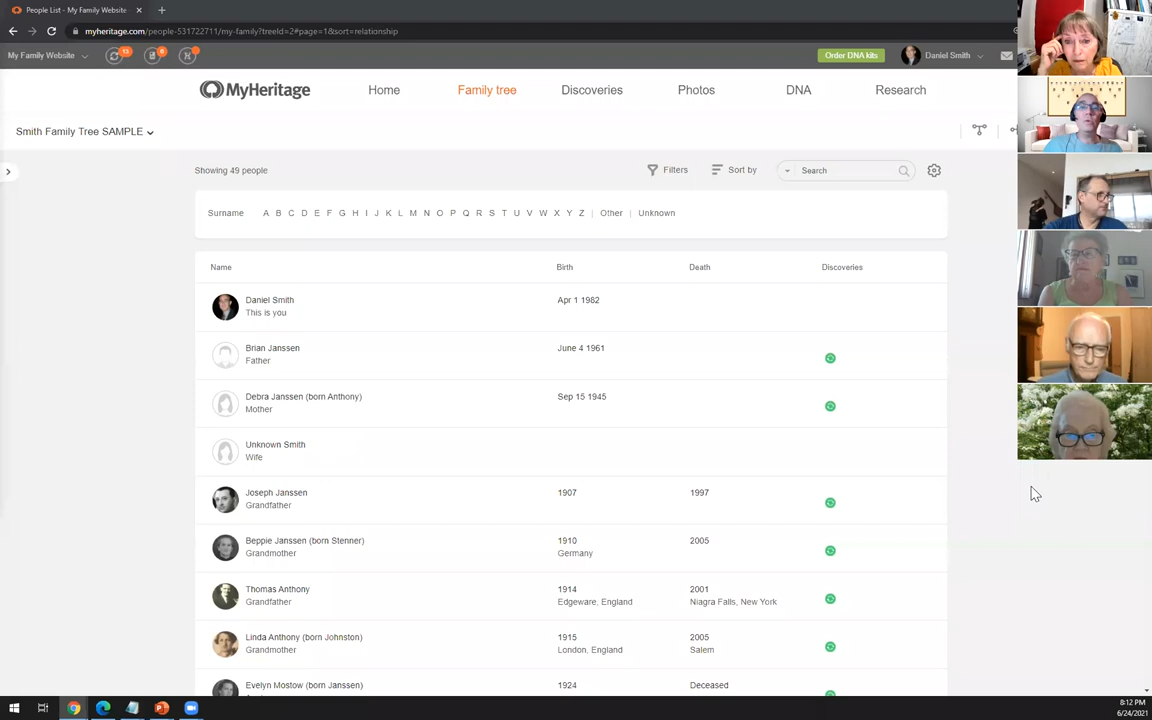 People List - My Family Website
myheritage.com/people-531722711/my-family?treeId=2#page=1&sort=relationship
My Family Website
13
6
Order DNA kits
Daniel Smith
MyHeritage
Home
Family tree
Discoveries
Photos
DNA
Research
Smith Family Tree SAMPLE
Showing 49 people
Filters
Sort by
Search
Surname A B C D E F G H I J K L M N O P Q R S T U V W X Y Z | Other | Unknown
Name Birth Death Discoveries
Daniel Smith Apr 1 1982
This is you
Brian Janssen June 4 1961
Father
Debra Janssen (born Anthony) Sep 15 1945
Mother
Unknown Smith
Wife
Joseph Janssen 1907 1997
Grandfather
Beppie Janssen (born Stenner) 1910 2005
Grandmother Germany
Thomas Anthony 1914 2001
Grandfather Edgeware, England Niagra Falls, New York
Linda Anthony (born Johnston) 1915 2005
Grandmother London, England Salem
Evelyn Mostow (born Janssen) 1924 Deceased
8:12 PM
6/24/2021